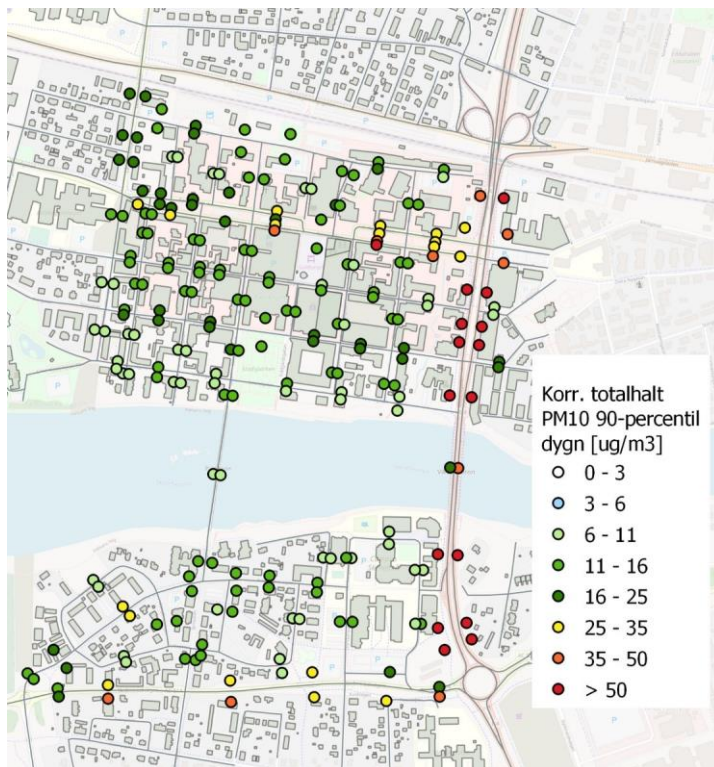 Korr. totalhalt
PM10 90-percentil
dygn [ug/m3]
0 - 3
3 - 6
6 - 11
11 - 16
16 - 25
25 - 35
35 - 50
> 50